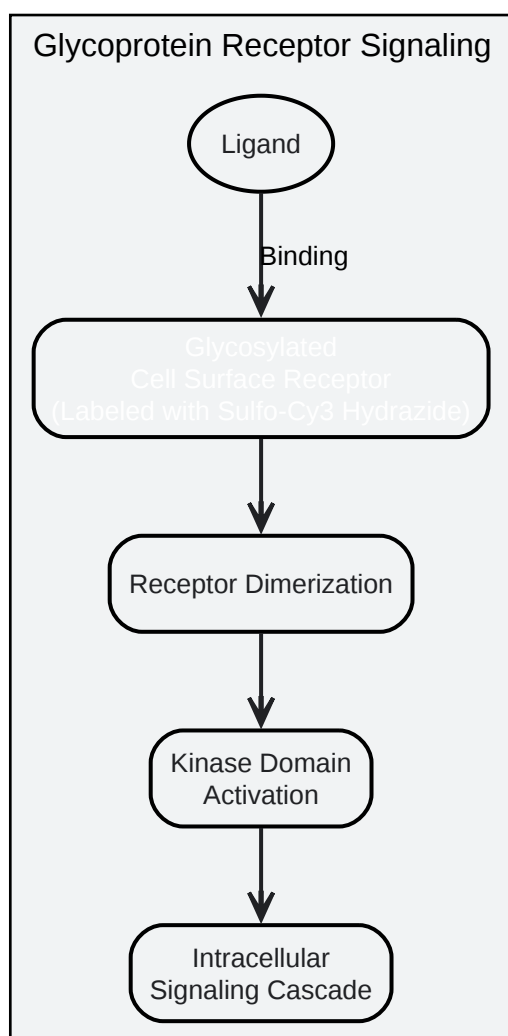 Glycoprotein Receptor Signaling
Ligand
Binding
Glycosylated
Cell Surface Receptor
(Labeled with Sulfo-Cy3 Hydrazide)
Receptor Dimerization
Kinase Domain
Activation
Intracellular
Signaling Cascade